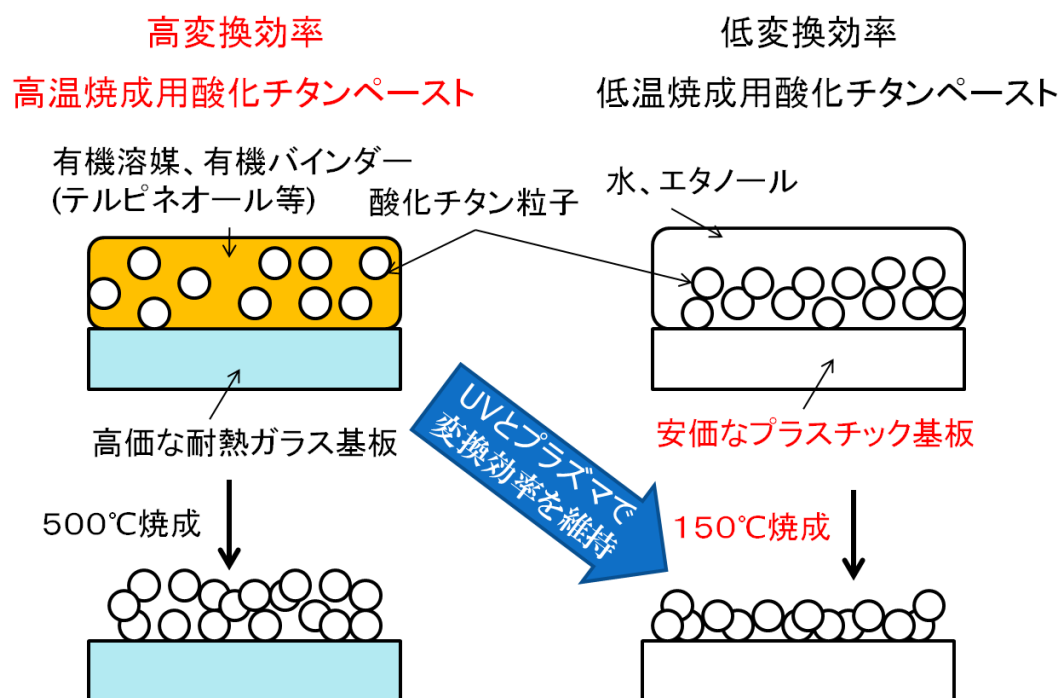 高変換効率
高温焼成用酸化チタンペースト
有機溶媒、有機バインダー
(テルピネオール等)
酸化チタン粒子
高価な耐熱ガラス基板
500℃焼成
低変換効率
低温焼成用酸化チタンペースト
水、エタノール
安価なプラスチック基板
150℃焼成
UVとプラズマで
変換効率を維持